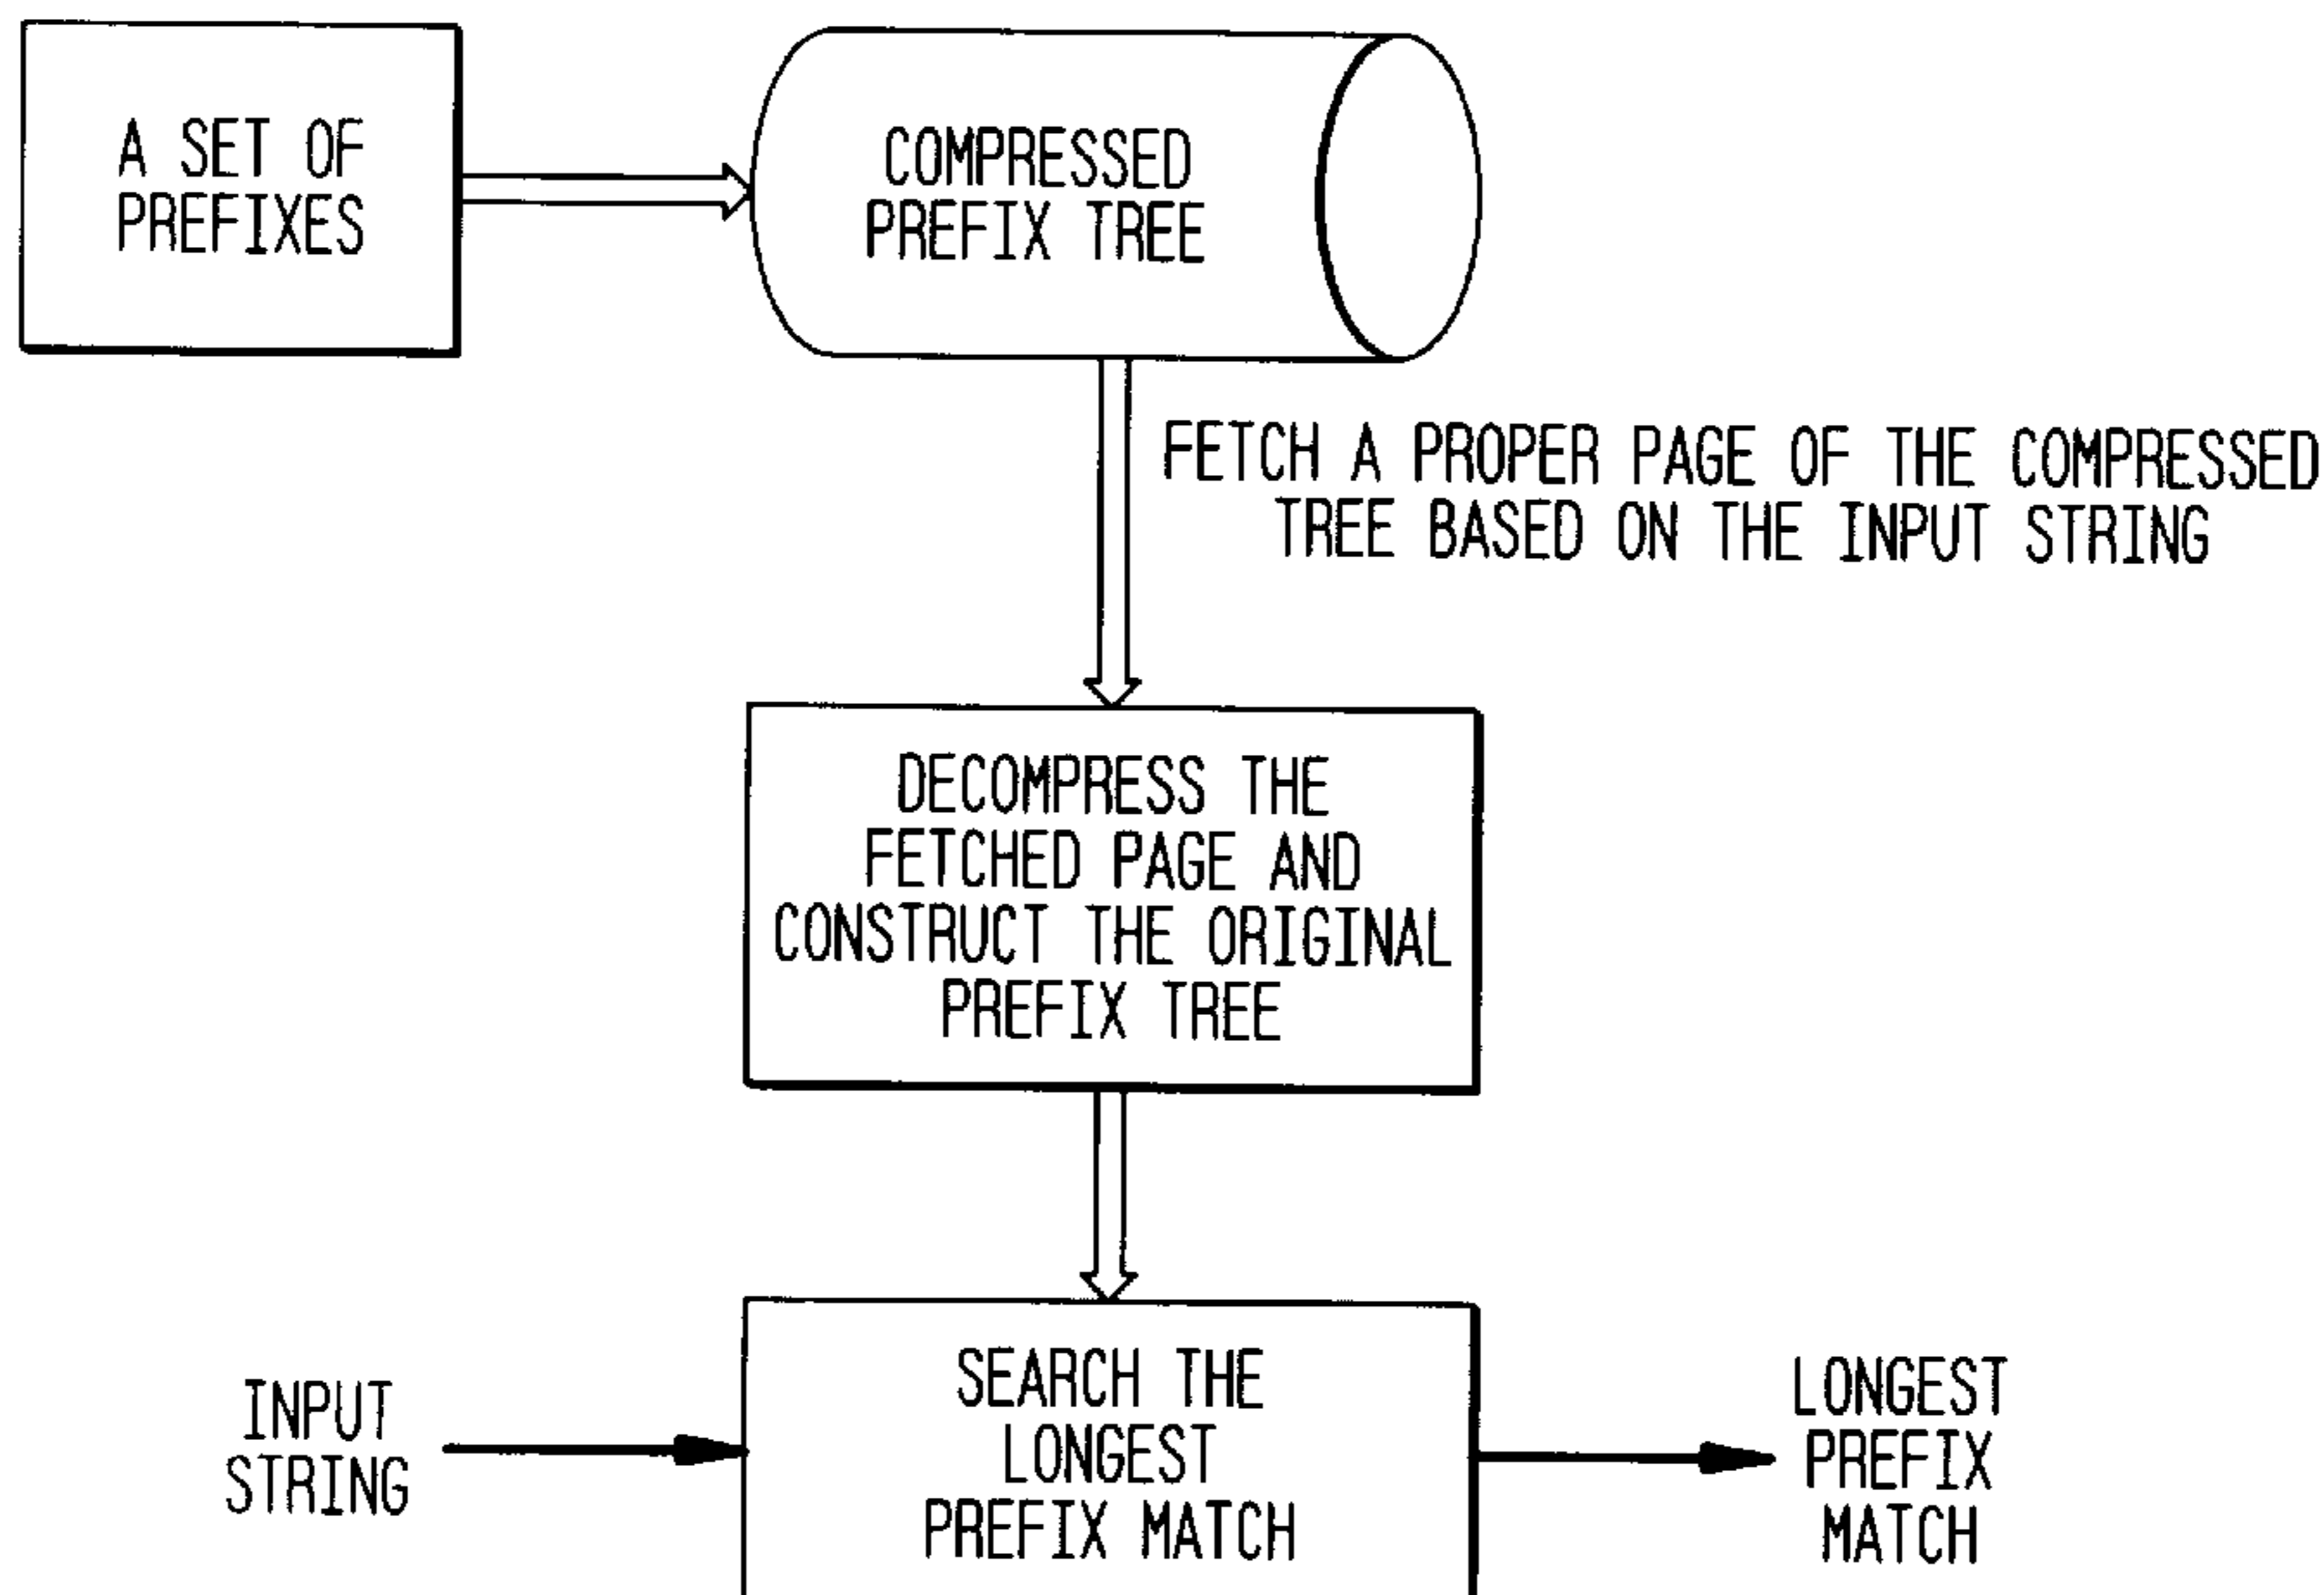 A SET OF
PREFIXES
COMPRESSED
PREFIX TREE
FETCH A PROPER PAGE OF THE COMPRESSED
TREE BASED ON THE INPUT STRING
DECOMPRESS THE
FETCHED PAGE AND
CONSTRUCT THE ORIGINAL
PREFIX TREE
INPUT
STRING
SEARCH THE
LONGEST
PREFIX MATCH
LONGEST
PREFIX
MATCH